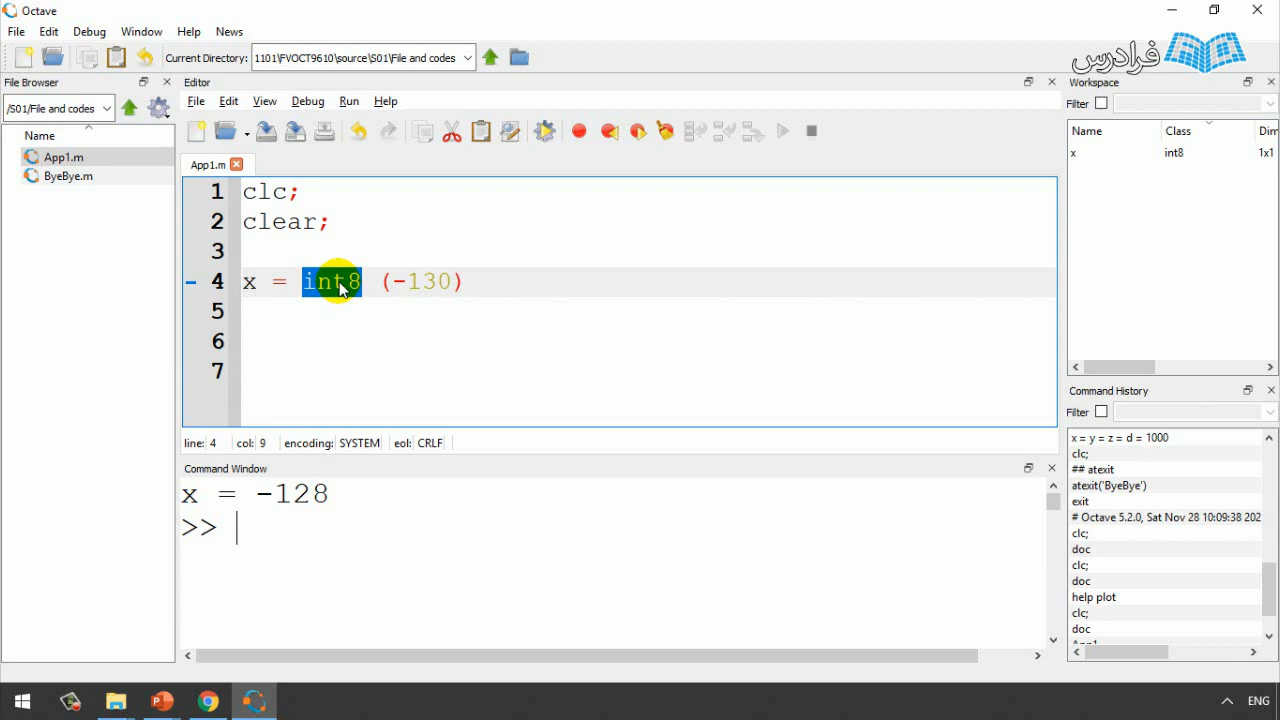 Octave
File Edit Debug Window Help News
Current Directory: 1101\FVOCT9610\source\S01\File and codes
فرادرس
File Browser
/S01/File and codes
Name
App1.m
ByeBye.m
Editor
File Edit View Debug Run Help
App1.m
1 clc;
2 clear;
3
4 x = int8 (-130)
5
6
7
line: 4 col: 9 encoding: SYSTEM eol: CRLF
Command Window
x = -128
>>
Workspace
Filter
Name Class Dim
x int8 1x1
Command History
Filter
x = y = z = d = 1000
clc;
## atexit
atexit('ByeBye')
exit
# Octave 5.2.0, Sat Nov 28 10:09:38 202
clc;
doc
clc;
doc
help plot
clc;
doc
ENG